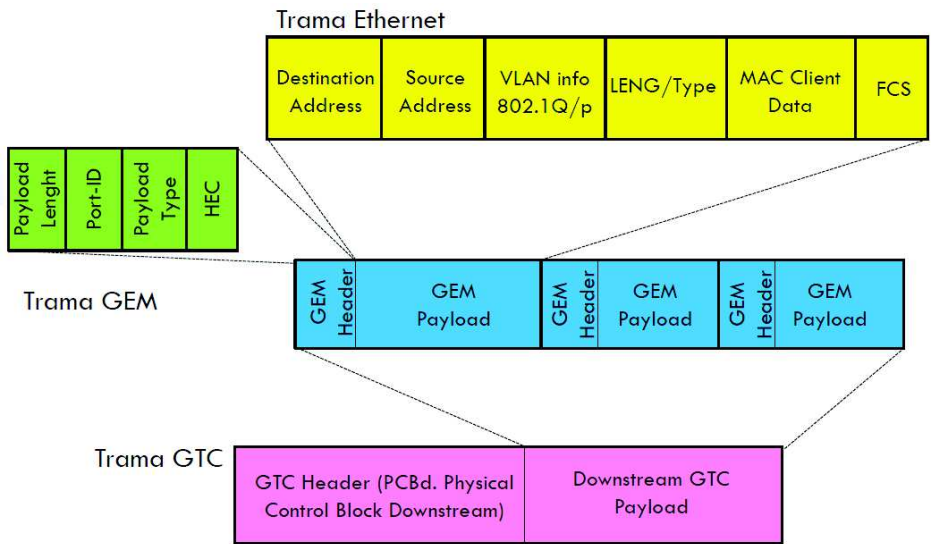 Trama Ethernet
Destination
Address
Source
Address
VLAN info
802.1Q/p
LENG/Type
MAC Client
Data
FCS
Payload
Lenght
Port-ID
Payload
Type
HEC
Trama GEM
GEM
Header
GEM
Payload
GEM
Header
GEM
Payload
GEM
Header
GEM
Payload
Trama GTC
GTC Header (PCBd. Physical
Control Block Downstream)
Downstream GTC
Payload